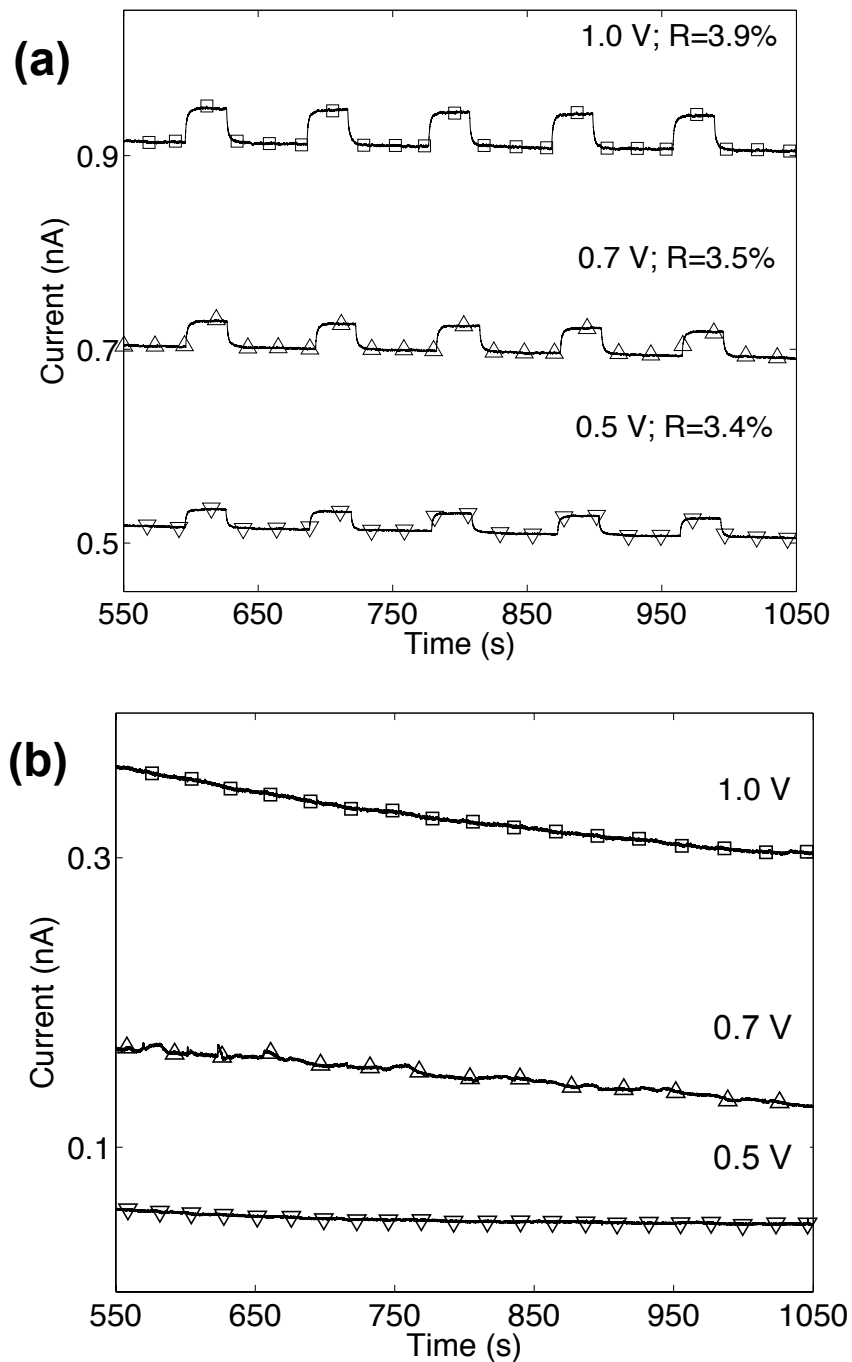 (a)
1.0 V; R=3.9%
0.9
0.7 V; R=3.5%
Current (nA)
0.7
0.5 V; R=3.4%
0.5
550 650 750 850 950 1050
Time (s)
(b)
1.0 V
0.3
Current (nA)
0.7 V
0.1
0.5 V
550 650 750 850 950 1050
Time (s)